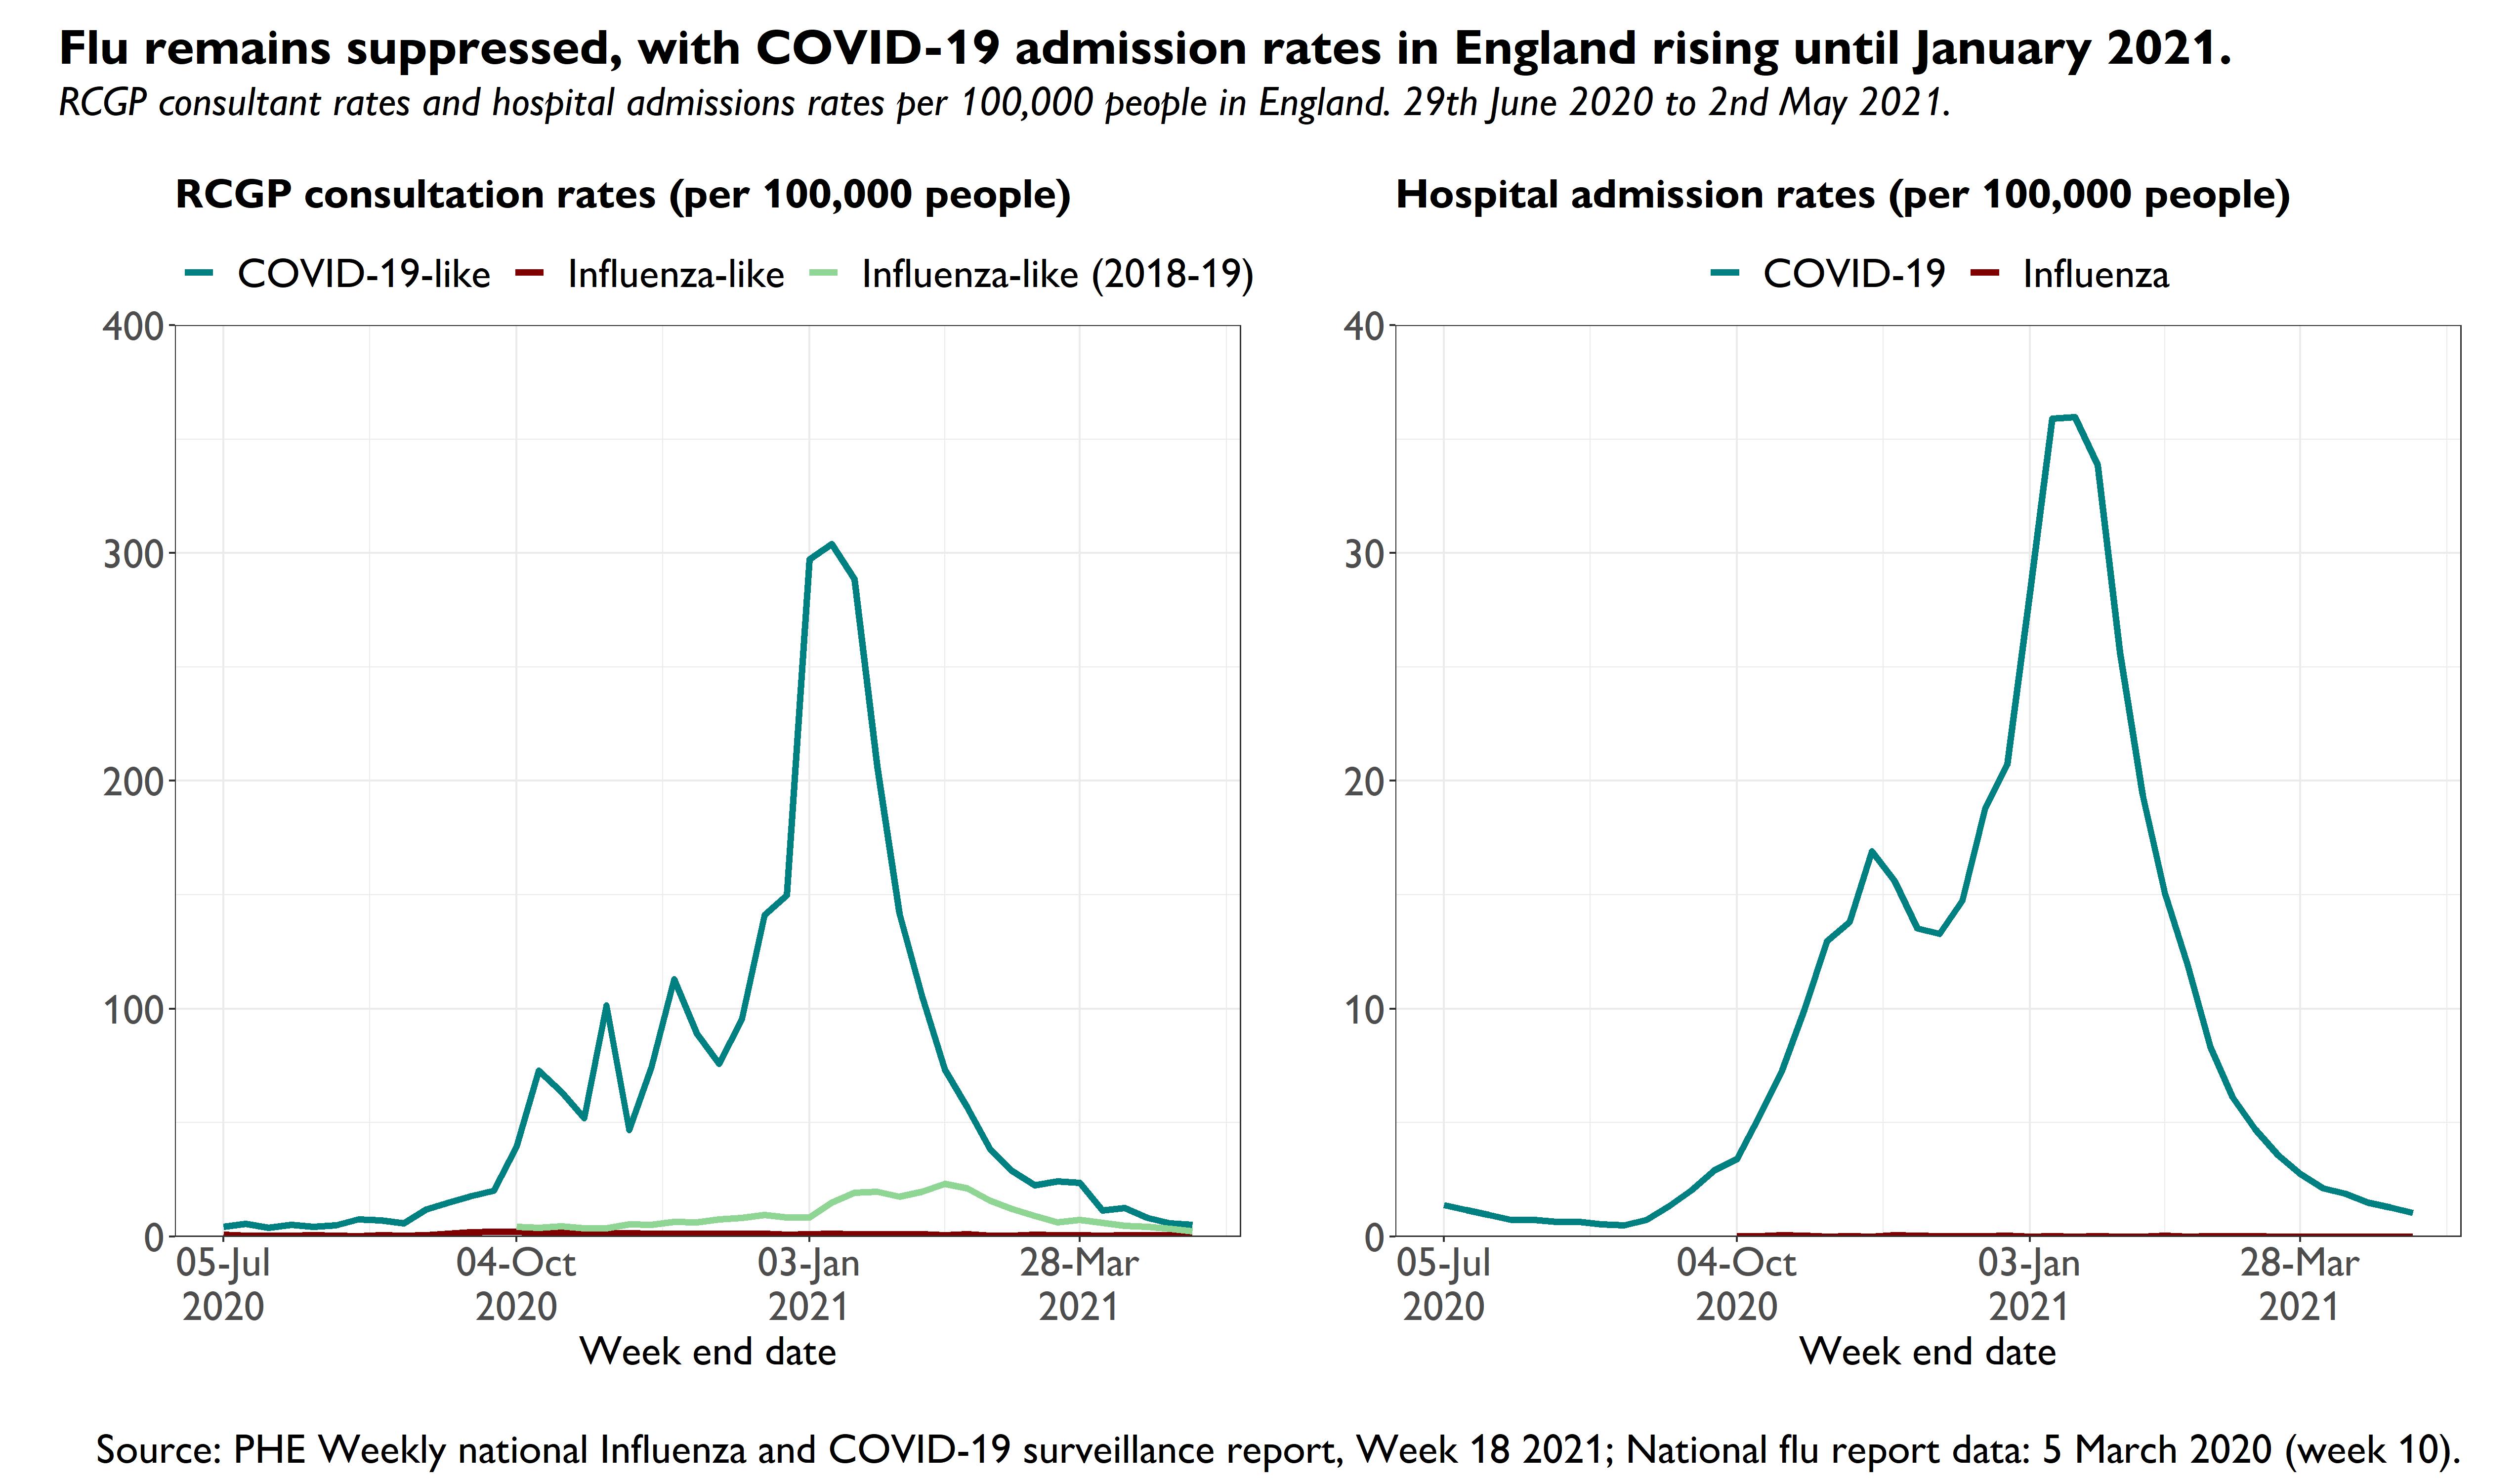 Flu remains suppressed, with COVID-19 admission rates in England rising until January 2021.
RCGP consultant rates and hospital admissions rates per 100,000 people in England. 29th June 2020 to 2nd May 2021.
RCGP consultation rates (per 100,000 people)
COVID-19-like Influenza-like Influenza-like (2018-19)
400
300
200
100
0
05-Jul 04-Oct 03-Jan 28-Mar
2020 2020 2021 2021
Week end date
Hospital admission rates (per 100,000 people)
COVID-19 Influenza
40
30
20
10
0
05-Jul 04-Oct 03-Jan 28-Mar
2020 2020 2021 2021
Week end date
Source: PHE Weekly national Influenza and COVID-19 surveillance report, Week 18 2021; National flu report data: 5 March 2020 (week 10).